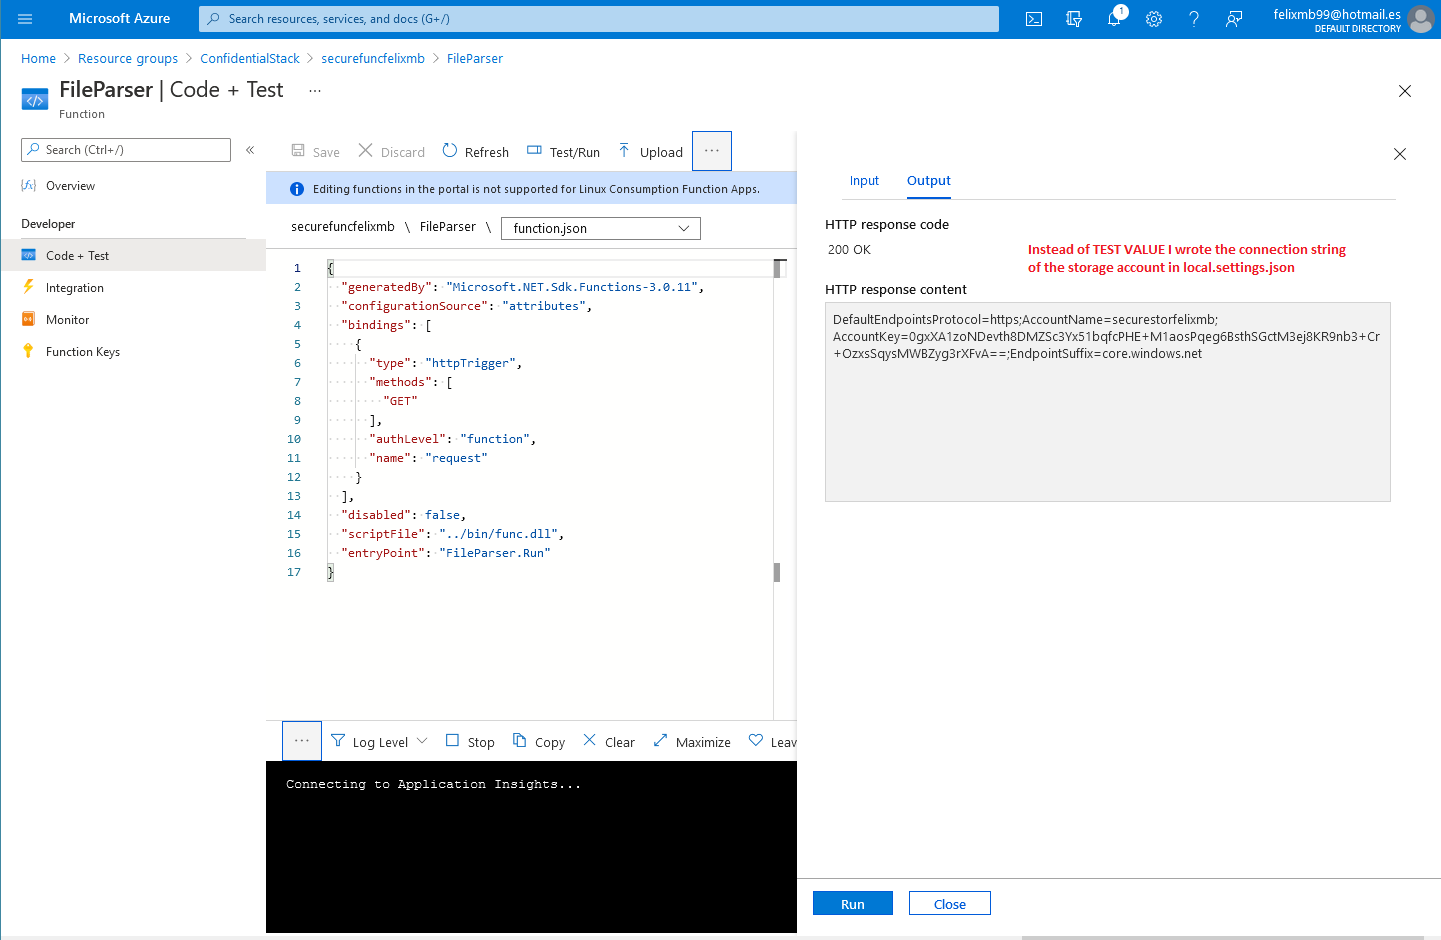 Microsoft Azure
Search resources, services, and docs (G+/)
1
felixmb99@hotmail.es
DEFAULT DIRECTORY
Home > Resource groups > ConfidentialStack > securefuncfelixmb > FileParser
FileParser | Code + Test ...
Function
Search (Ctrl+/)
«
Overview
Developer
Code + Test
Integration
Monitor
Function Keys
Save Discard Refresh Test/Run Upload ...
Editing functions in the portal is not supported for Linux Consumption Function Apps.
securefuncfelixmb \ FileParser \ function.json
1 {
2 "generatedBy": "Microsoft.NET.Sdk.Functions-3.0.11",
3 "configurationSource": "attributes",
4 "bindings": [
5 {
6 "type": "httpTrigger",
7 "methods": [
8 "GET"
9 ],
10 "authLevel": "function",
11 "name": "request"
12 }
13 ],
14 "disabled": false,
15 "scriptFile": "../bin/func.dll",
16 "entryPoint": "FileParser.Run"
17 }
... Log Level Stop Copy Clear Maximize Leav
Connecting to Application Insights...
Input Output
HTTP response code
200 OK
Instead of TEST VALUE I wrote the connection string
of the storage account in local.settings.json
HTTP response content
DefaultEndpointsProtocol=https;AccountName=securestorfelixmb;
AccountKey=0gxXA1zoNDevth8DMZSc3Yx51bqfcPHE+M1aosPqeg6BsthSGctM3ej8KR9nb3+Cr
+OzxsSqysMWBZyg3rXFvA==;EndpointSuffix=core.windows.net
Run Close